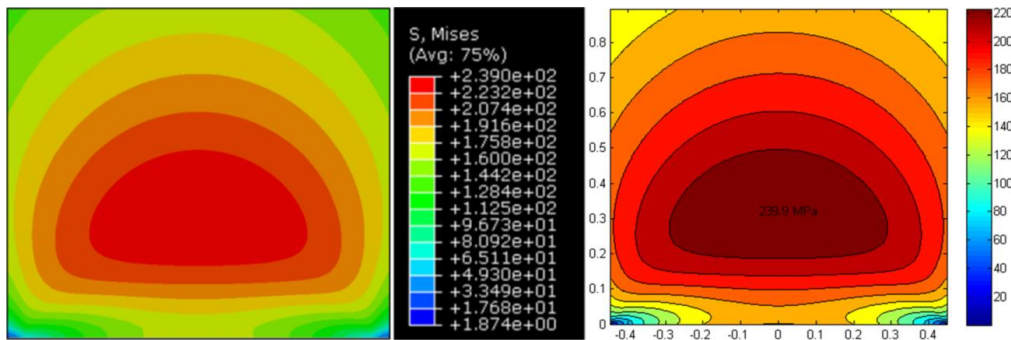 S, Mises
(Avg: 75%)
+2.390e+02
+2.232e+02
+2.074e+02
+1.916e+02
+1.758e+02
+1.600e+02
+1.442e+02
+1.284e+02
+1.125e+02
+9.673e+01
+8.092e+01
+6.511e+01
+4.930e+01
+3.349e+01
+1.768e+01
+1.874e+00
0.8
0.7
0.6
0.5
0.4
0.3
0.2
0.1
0
239.9 MPa
-0.4 -0.3 -0.2 -0.1 0 0.1 0.2 0.3 0.4
220
200
180
160
140
120
100
80
60
40
20
0